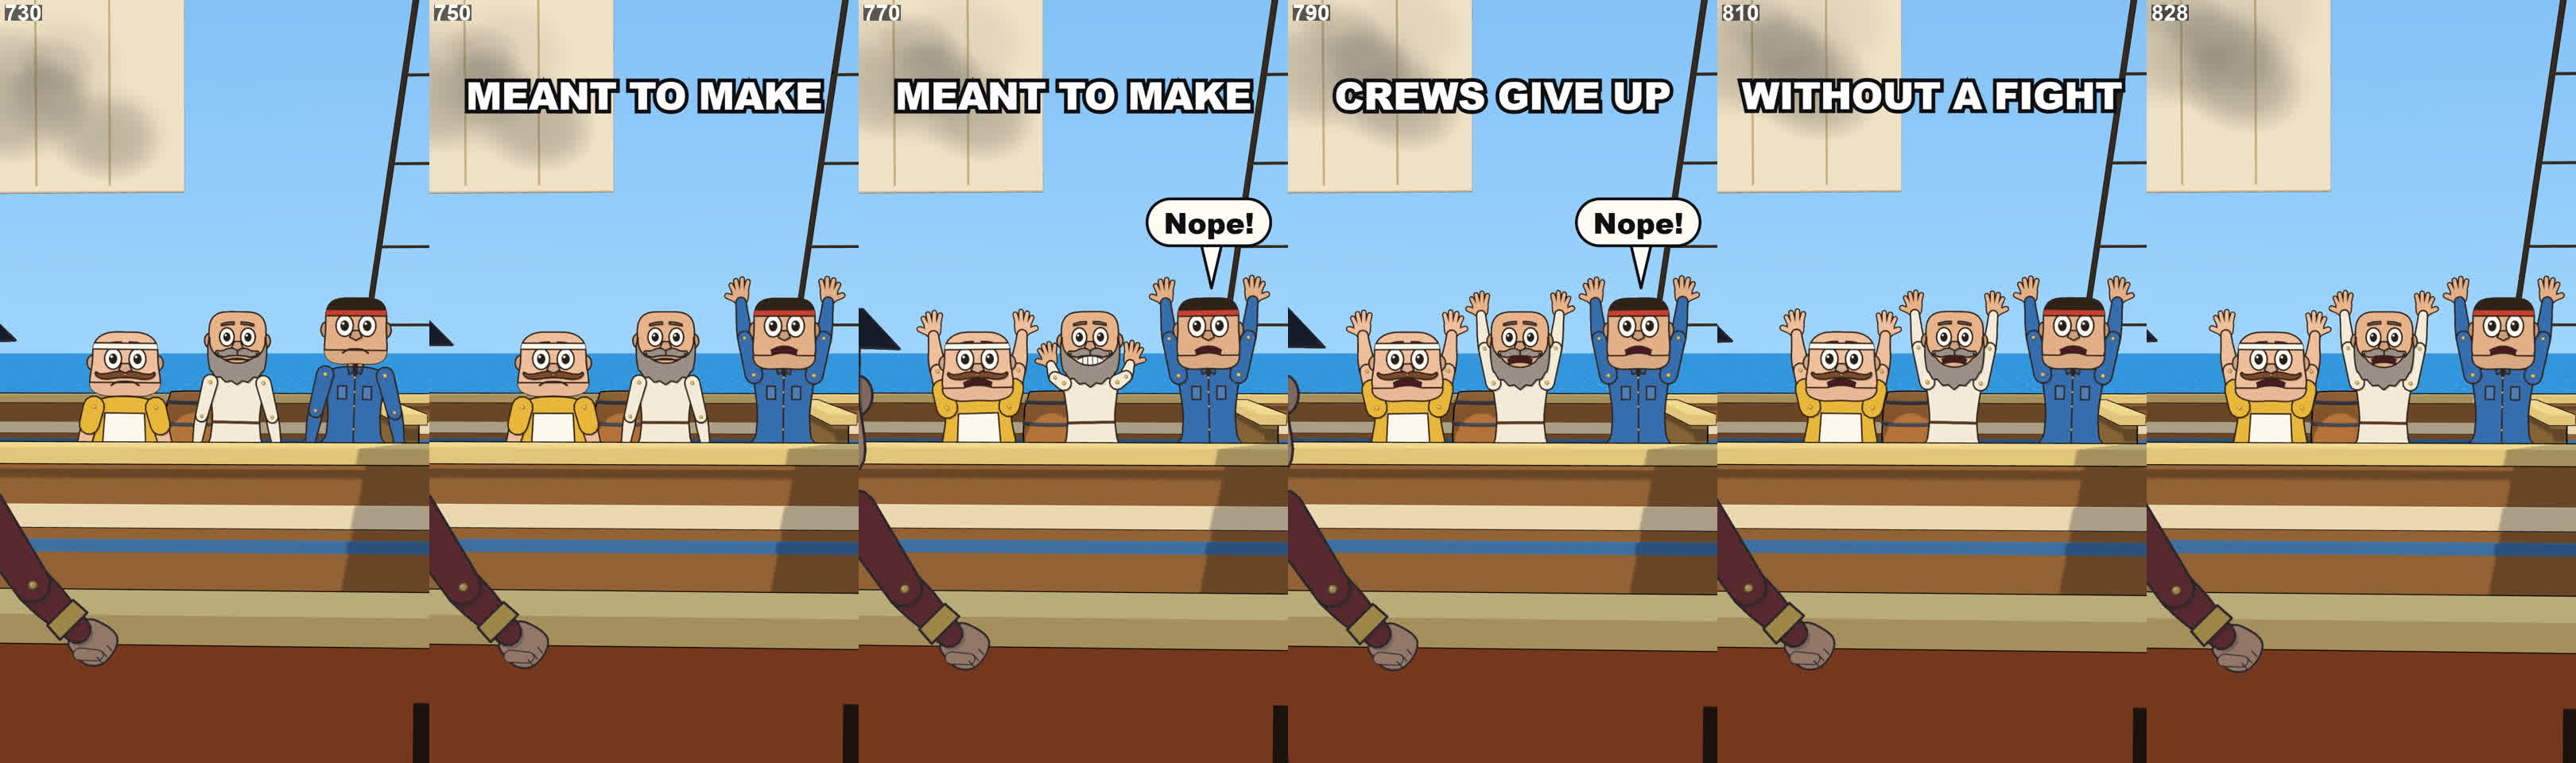 730
750
MEANT TO MAKE
770
MEANT TO MAKE
Nope!
790
CREWS GIVE UP
Nope!
810
WITHOUT A FIGHT
828